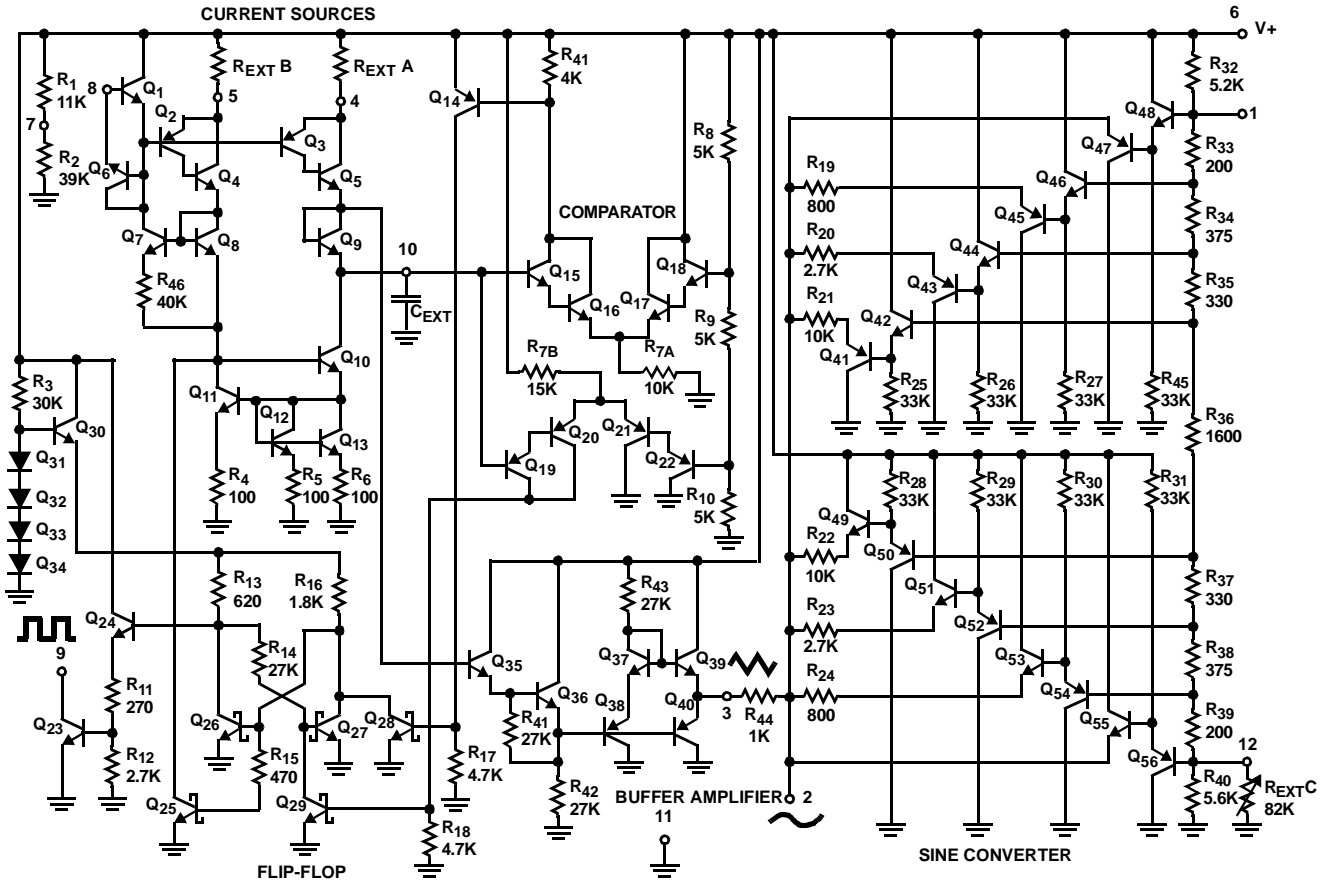 CURRENT SOURCES
6
V+
R1
11K
8
Q1
REXT B
5
REXT A
4
Q14
R41
4K
R8
5K
R32
5.2K
1
Q48
7
R2
39K
Q2
Q3
Q6
Q4
Q5
R33
200
Q47
R19
800
Q46
R34
375
Q45
COMPARATOR
Q7
Q8
Q9
10
R20
2.7K
Q44
R35
330
Q43
R46
40K
CEXT
Q15
Q16
Q17
Q18
R9
5K
R21
10K
Q42
Q41
Q10
R7B
15K
R7A
10K
R25
33K
R26
33K
R27
33K
R45
33K
R3
30K
Q11
Q12
Q13
Q30
R36
1600
Q20
Q21
Q19
Q22
Q31
Q32
Q33
Q34
R4
100
R5
100
R6
100
R10
5K
R28
33K
R29
33K
R30
33K
R31
33K
Q49
R22
10K
Q50
R13
620
R16
1.8K
R43
27K
Q51
R37
330
9
Q24
R14
27K
Q35
Q37
Q39
R23
2.7K
Q52
R38
375
R11
270
Q36
Q38
Q40
3
R44
1K
R24
800
Q53
Q54
Q23
Q26
Q27
Q28
R41
27K
Q55
R39
200
R12
2.7K
R15
470
R17
4.7K
Q56
12
R42
27K
BUFFER AMPLIFIER
2
R40
5.6K
REXTC
82K
Q25
Q29
R18
4.7K
11
FLIP-FLOP
SINE CONVERTER